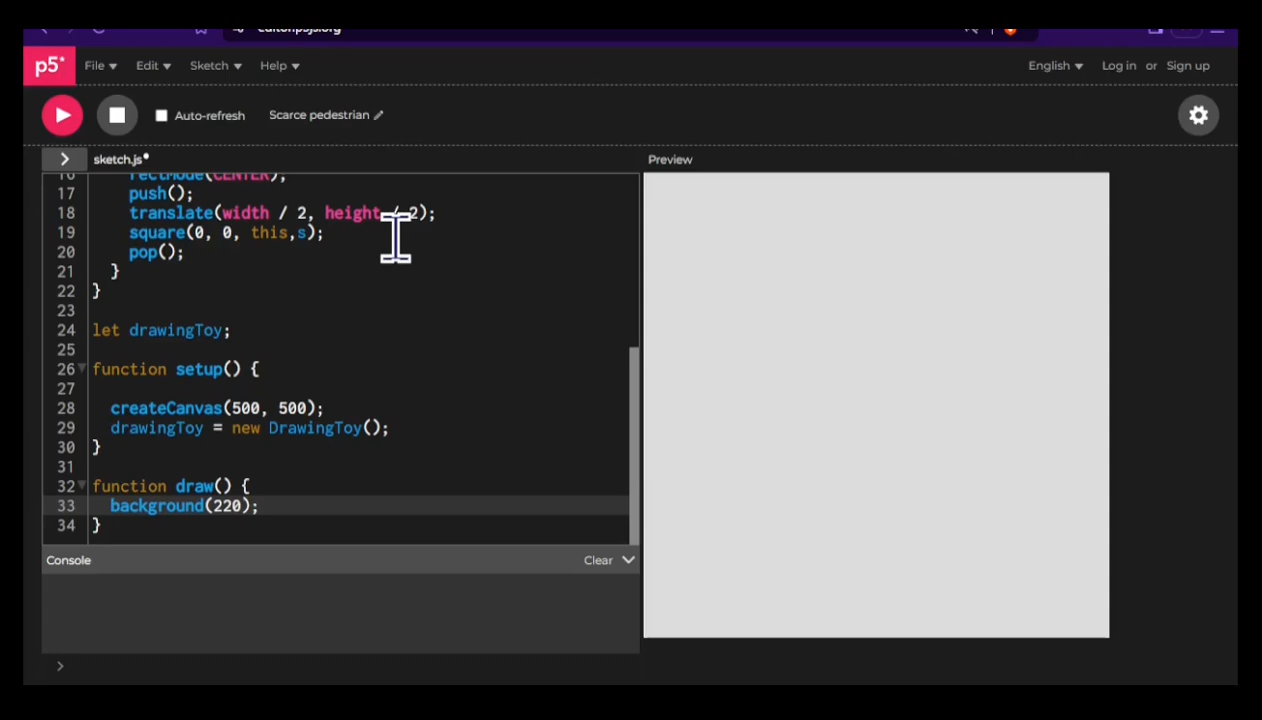 editor.p5js.org
p5* File Edit Sketch Help English Log in or Sign up
Auto-refresh Scarce pedestrian
sketch.js• Preview
16 rectMode(CENTER);
17 push();
18 translate(width / 2, height / 2);
19 square(0, 0, this,s);
20 pop();
21 }
22 }
23
24 let drawingToy;
25
26 function setup() {
27
28 createCanvas(500, 500);
29 drawingToy = new DrawingToy();
30 }
31
32 function draw() {
33 background(220);
34 }
Console Clear
>